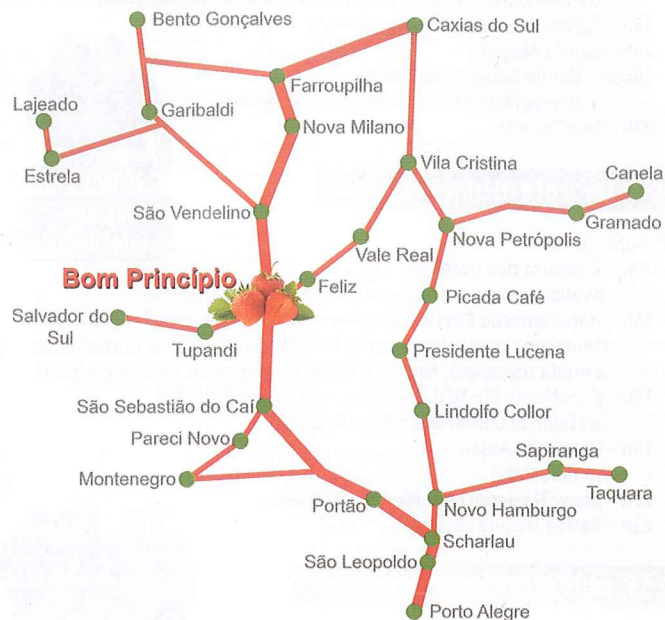 Bento Gonçalves
Caxias do Sul
Farroupilha
Lajeado
Garibaldi
Nova Milano
Estrela
Vila Cristina
Canela
São Vendelino
Gramado
Nova Petrópolis
Vale Real
Bom Princípio
Feliz
Picada Café
Salvador do
Sul
Tupandi
Presidente Lucena
São Sebastião do Caí
Lindolfo Collor
Pareci Novo
Sapiranga
Montenegro
Taquara
Portão
Novo Hamburgo
Scharlau
São Leopoldo
Porto Alegre